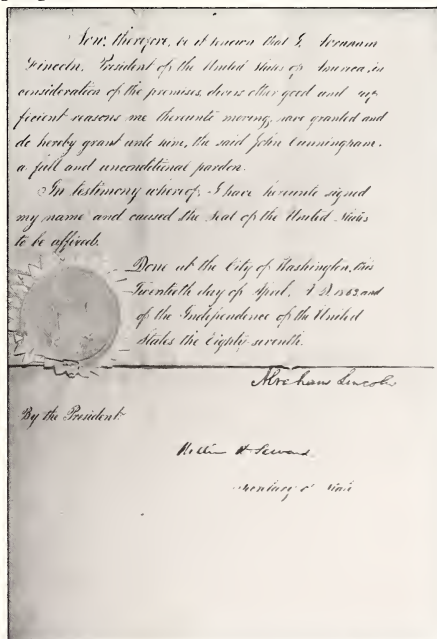 Now, therefore, be it known that I, Abraham
Lincoln, President of the United States of America, in
consideration of the premises, divers other good and suf-
ficient reasons me thereunto moving, have granted and
do hereby grant unto him, the said John Cunningham,
a full and unconditional pardon.
In testimony whereof, I have hereunto signed
my name and caused the Seal of the United States
to be affixed.
Done at the City of Washington, this
Twentieth day of April, A.D. 1863 and
of the Independence of the United
States the Eighty-seventh.
Abraham Lincoln
By the President:
William H Seward
Secretary of State